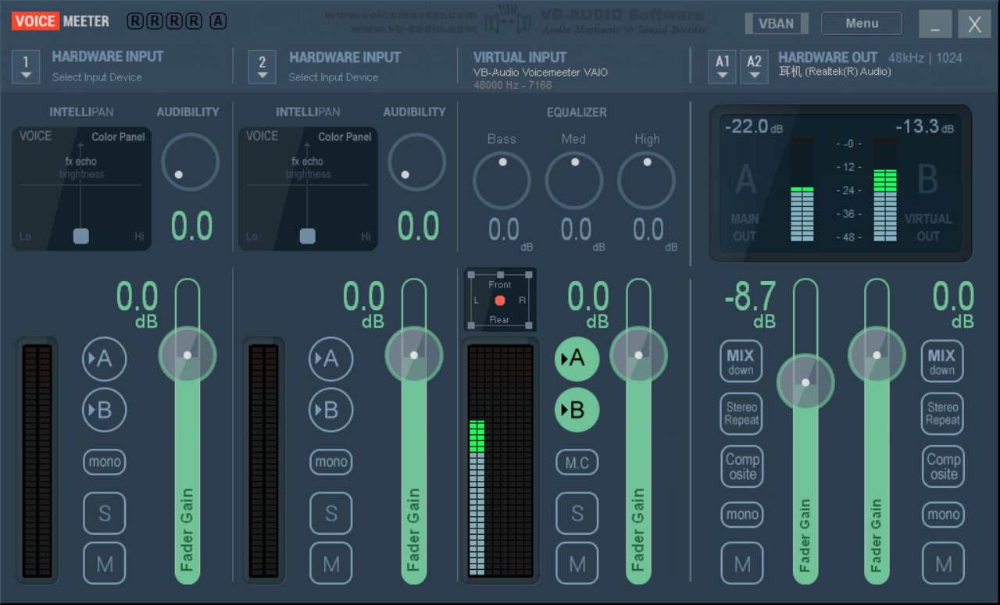 VOICE MEETER R R R R A
www.voicemeeter.com
www.vb-audio.com
VB-AUDIO Software
Audio Mechanic & Sound Breeder
VBAN
Menu
_
X
1
HARDWARE INPUT
Select Input Device
2
HARDWARE INPUT
Select Input Device
VIRTUAL INPUT
VB-Audio Voicemeeter VAIO
48000 Hz - 7168
A1
A2
HARDWARE OUT 48kHz | 1024
耳机 (Realtek(R) Audio)
INTELLIPAN
AUDIBILITY
VOICE
Color Panel
fx echo
brightness
Lo
Hi
0.0
INTELLIPAN
AUDIBILITY
VOICE
Color Panel
fx echo
brightness
Lo
Hi
0.0
EQUALIZER
Bass
Med
High
0.0
dB
0.0
dB
0.0
dB
-22.0 dB
-13.3 dB
A
MAIN
OUT
- -0 -
- -12 -
- -24 -
- -36 -
- -48 -
B
VIRTUAL
OUT
0.0
dB
A
B
mono
S
M
Fader Gain
0.0
dB
A
B
mono
S
M
Fader Gain
Front
L
R
Rear
0.0
dB
A
B
M.C
S
M
Fader Gain
-8.7
dB
MIX
down
Stereo
Repeat
Comp
osite
mono
M
Fader Gain
Fader Gain
0.0
dB
MIX
down
Stereo
Repeat
Comp
osite
mono
M